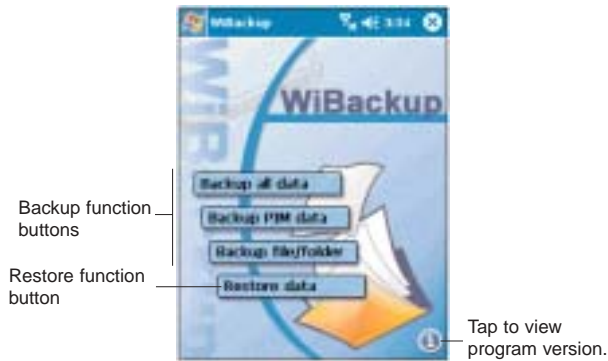 WiBackup 3:34
WiBackup
Backup all data
Backup PIM data
Backup file/folder
Restore data
Backup function
buttons
Restore function
button
Tap to view
program version.